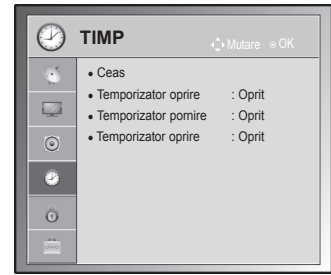 TIMP
Mutare OK
Ceas
Temporizator oprire : Oprit
Temporizator pornire : Oprit
Temporizator oprire : Oprit